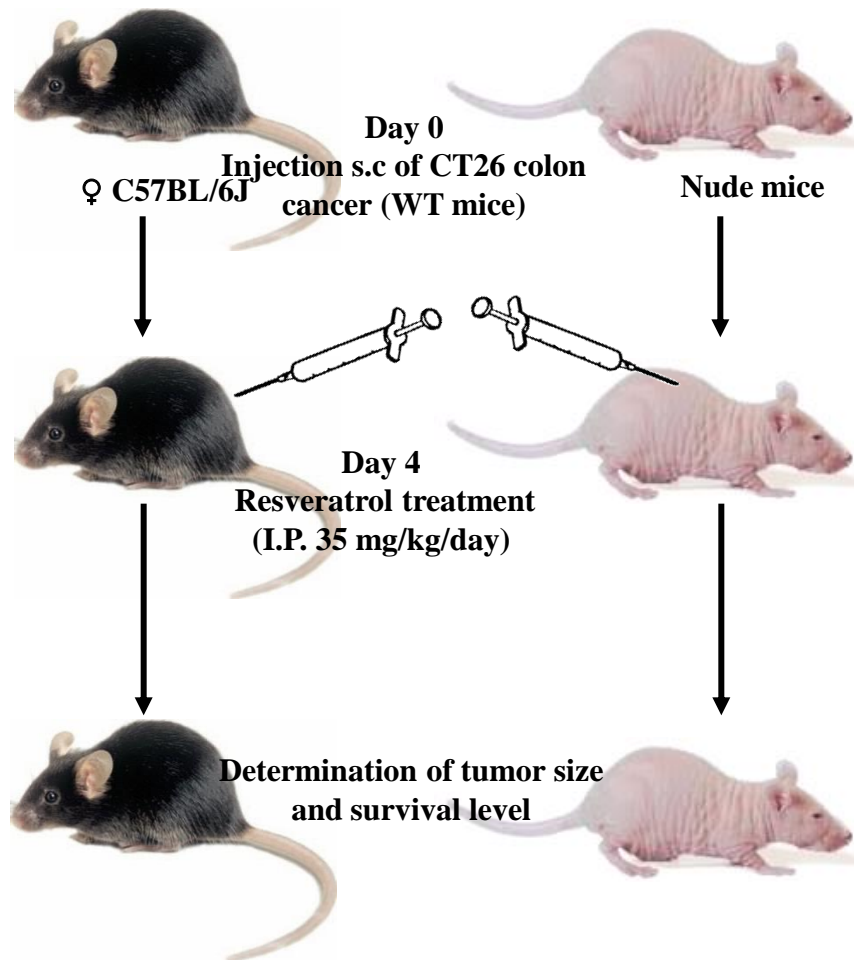 Day 0
Injection s.c of CT26 colon
cancer (WT mice)
♀ C57BL/6J
Nude mice
Day 4
Resveratrol treatment
(I.P. 35 mg/kg/day)
Determination of tumor size
and survival level